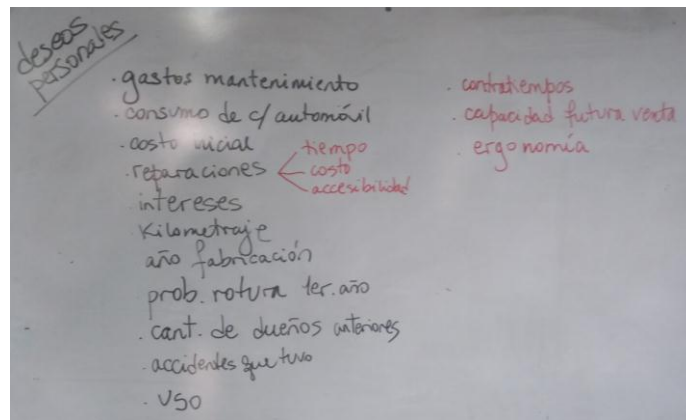 deseos
personales
. gastos mantenimiento
. consumo de c/ automóvil
. costo inicial
. reparaciones
tiempo
costo
accesibilidad
intereses
Kilometraje
año fabricación
prob. rotura 1er. año
. cant. de dueños anteriores
. accidentes que tuvo
. USO
. contratiempos
. capacidad futura venta
. ergonomía